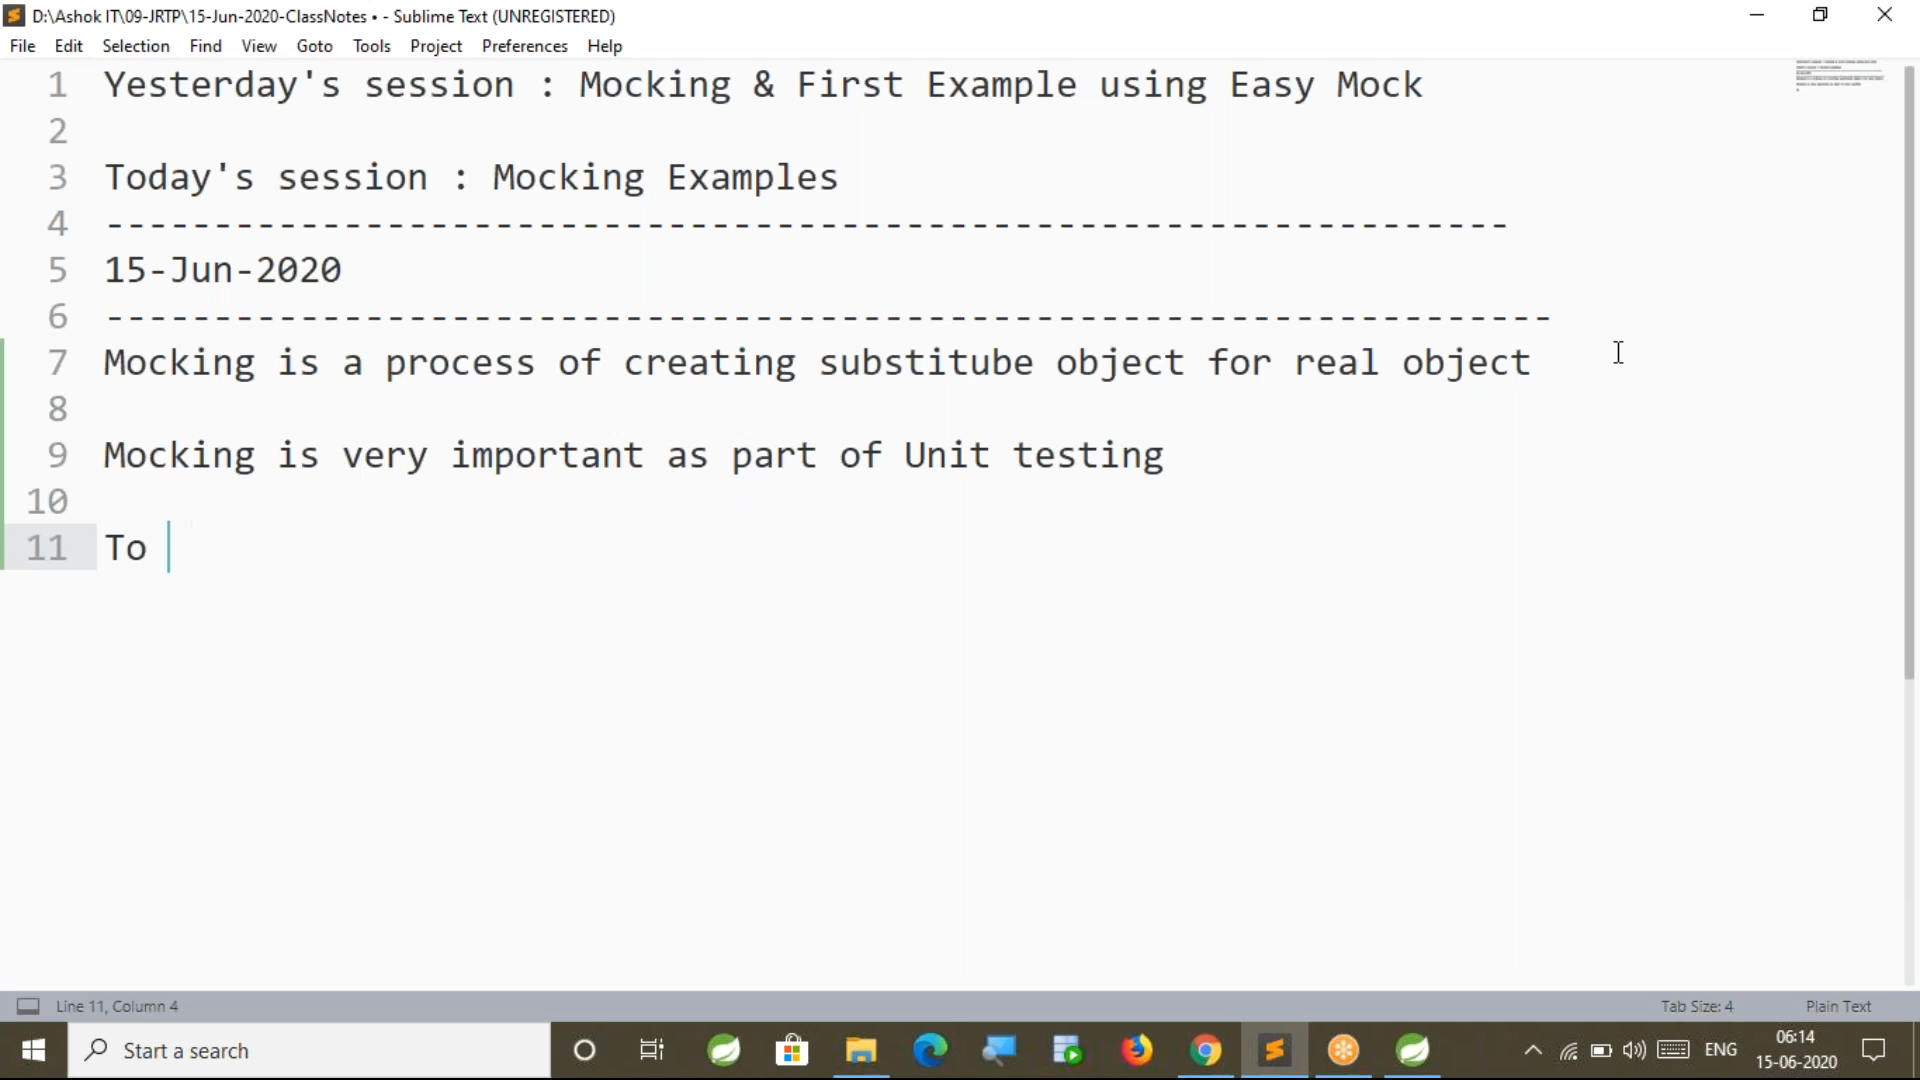 D:\Ashok IT\09-JRTP\15-Jun-2020-ClassNotes • - Sublime Text (UNREGISTERED)
File Edit Selection Find View Goto Tools Project Preferences Help
1 Yesterday's session : Mocking & First Example using Easy Mock
2
3 Today's session : Mocking Examples
4 -----------------------------------------------------------------
5 15-Jun-2020
6 -------------------------------------------------------------------
7 Mocking is a process of creating substitube object for real object
8
9 Mocking is very important as part of Unit testing
10
11 To
Line 11, Column 4 Tab Size: 4 Plain Text
Start a search ENG 06:14
15-06-2020